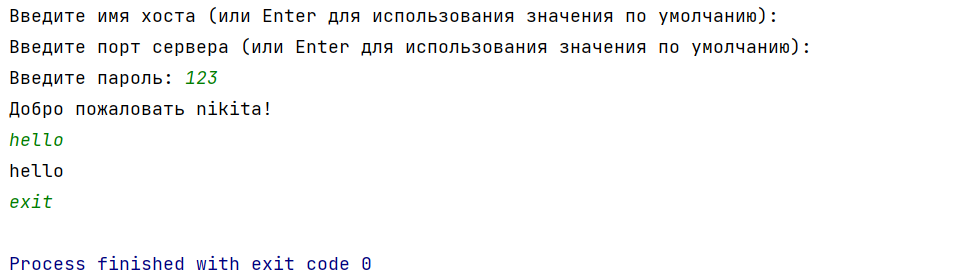 Введите имя хоста (или Enter для использования значения по умолчанию):
Введите порт сервера (или Enter для использования значения по умолчанию):
Введите пароль: 123
Добро пожаловать nikita!
hello
hello
exit
Process finished with exit code 0